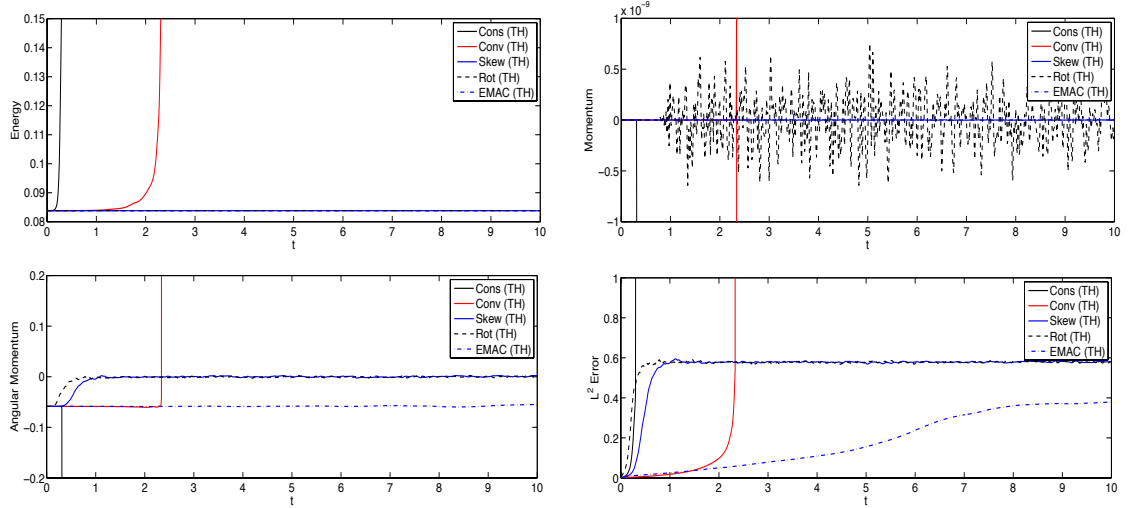 0.15
0.14
0.13
0.12
0.11
0.1
0.09
0.08
Energy
0 1 2 3 4 5 6 7 8 9 10
t
Cons (TH)
Conv (TH)
Skew (TH)
Rot (TH)
EMAC (TH)
x 10⁻⁹
1
0.5
0
−0.5
−1
Momentum
0 1 2 3 4 5 6 7 8 9 10
t
Cons (TH)
Conv (TH)
Skew (TH)
Rot (TH)
EMAC (TH)
0.2
0.1
0
−0.1
−0.2
Angular Momentum
0 1 2 3 4 5 6 7 8 9 10
t
Cons (TH)
Conv (TH)
Skew (TH)
Rot (TH)
EMAC (TH)
1
0.8
0.6
0.4
0.2
0
L² Error
0 1 2 3 4 5 6 7 8 9 10
t
Cons (TH)
Conv (TH)
Skew (TH)
Rot (TH)
EMAC (TH)